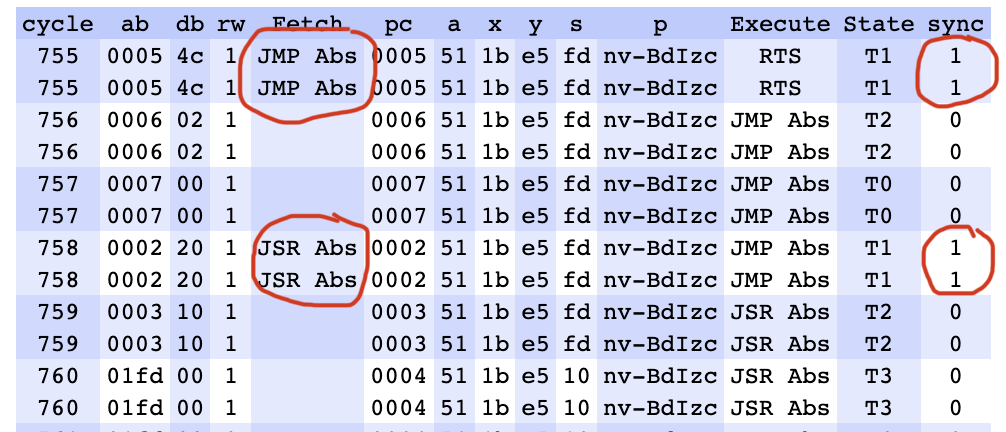 cycle ab db rw Fetch pc a x y s p Execute State sync
755 0005 4c 1 JMP Abs 0005 51 1b e5 fd nv-BdIzc RTS T1 1
755 0005 4c 1 JMP Abs 0005 51 1b e5 fd nv-BdIzc RTS T1 1
756 0006 02 1 0006 51 1b e5 fd nv-BdIzc JMP Abs T2 0
756 0006 02 1 0006 51 1b e5 fd nv-BdIzc JMP Abs T2 0
757 0007 00 1 0007 51 1b e5 fd nv-BdIzc JMP Abs T0 0
757 0007 00 1 0007 51 1b e5 fd nv-BdIzc JMP Abs T0 0
758 0002 20 1 JSR Abs 0002 51 1b e5 fd nv-BdIzc JMP Abs T1 1
758 0002 20 1 JSR Abs 0002 51 1b e5 fd nv-BdIzc JMP Abs T1 1
759 0003 10 1 0003 51 1b e5 fd nv-BdIzc JSR Abs T2 0
759 0003 10 1 0003 51 1b e5 fd nv-BdIzc JSR Abs T2 0
760 01fd 00 1 0004 51 1b e5 10 nv-BdIzc JSR Abs T3 0
760 01fd 00 1 0004 51 1b e5 10 nv-BdIzc JSR Abs T3 0